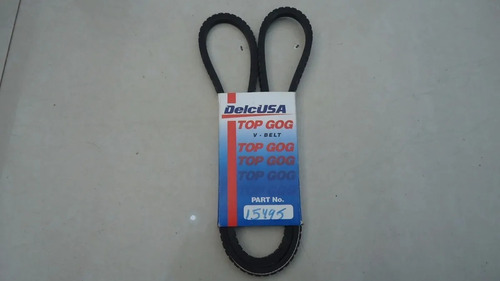 DelcUSA
TOP GOG
V - BELT
TOP GOG
TOP GOG
TOP GOG
PART No.
15495